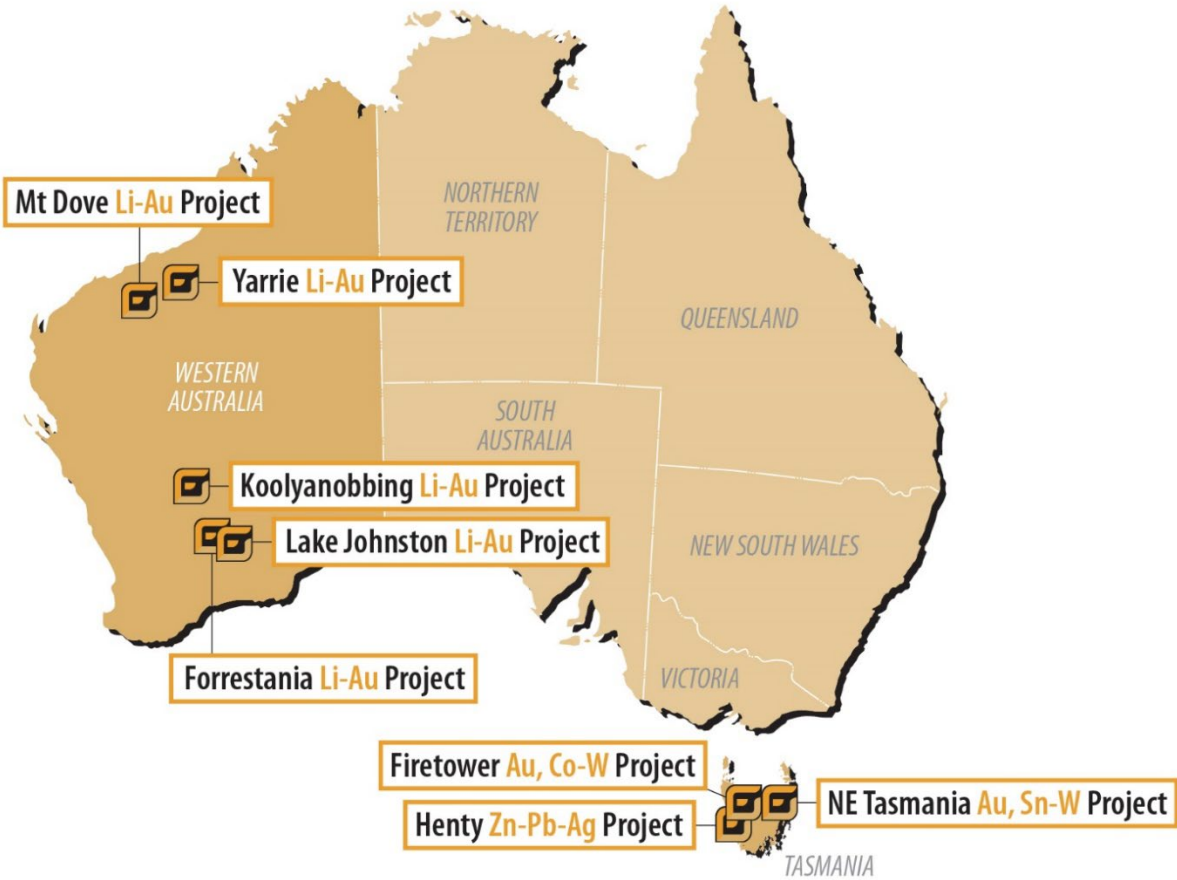 NORTHERN
TERRITORY
Mt Dove Li-Au Project
Yarrie Li-Au Project
QUEENSLAND
WESTERN
AUSTRALIA
SOUTH
AUSTRALIA
Koolyanobbing Li-Au Project
Lake Johnston Li-Au Project
NEW SOUTH WALES
Forrestania Li-Au Project
VICTORIA
Firetower Au, Co-W Project
NE Tasmania Au, Sn-W Project
Henty Zn-Pb-Ag Project
TASMANIA